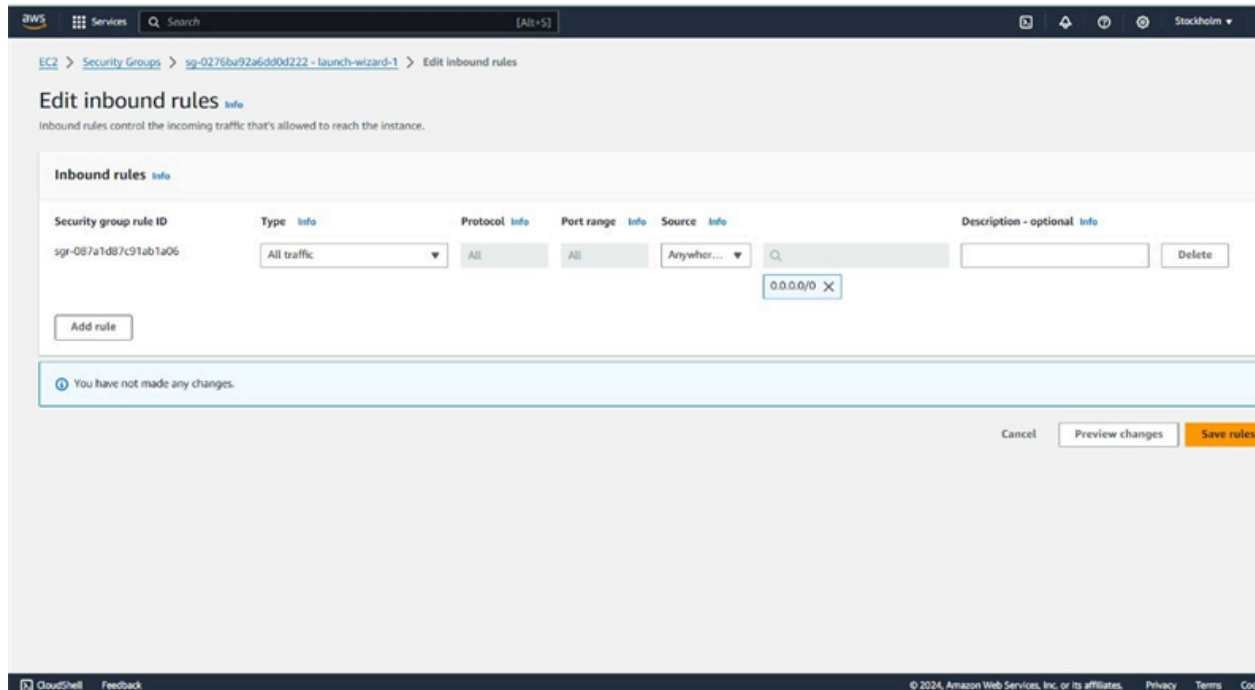 aws Services Search [Alt+S] Stockholm
EC2 > Security Groups > sg-0276ba92a6dd0d222 - launch-wizard-1 > Edit inbound rules
Edit inbound rules Info
Inbound rules control the incoming traffic that's allowed to reach the instance.
Inbound rules Info
Security group rule ID Type Info Protocol Info Port range Info Source Info Description - optional Info
sgr-087a1d87c91ab1a06 All traffic All All Anywher... Delete
0.0.0.0/0
Add rule
You have not made any changes.
Cancel Preview changes Save rules
CloudShell Feedback © 2024, Amazon Web Services, Inc. or its affiliates. Privacy Terms